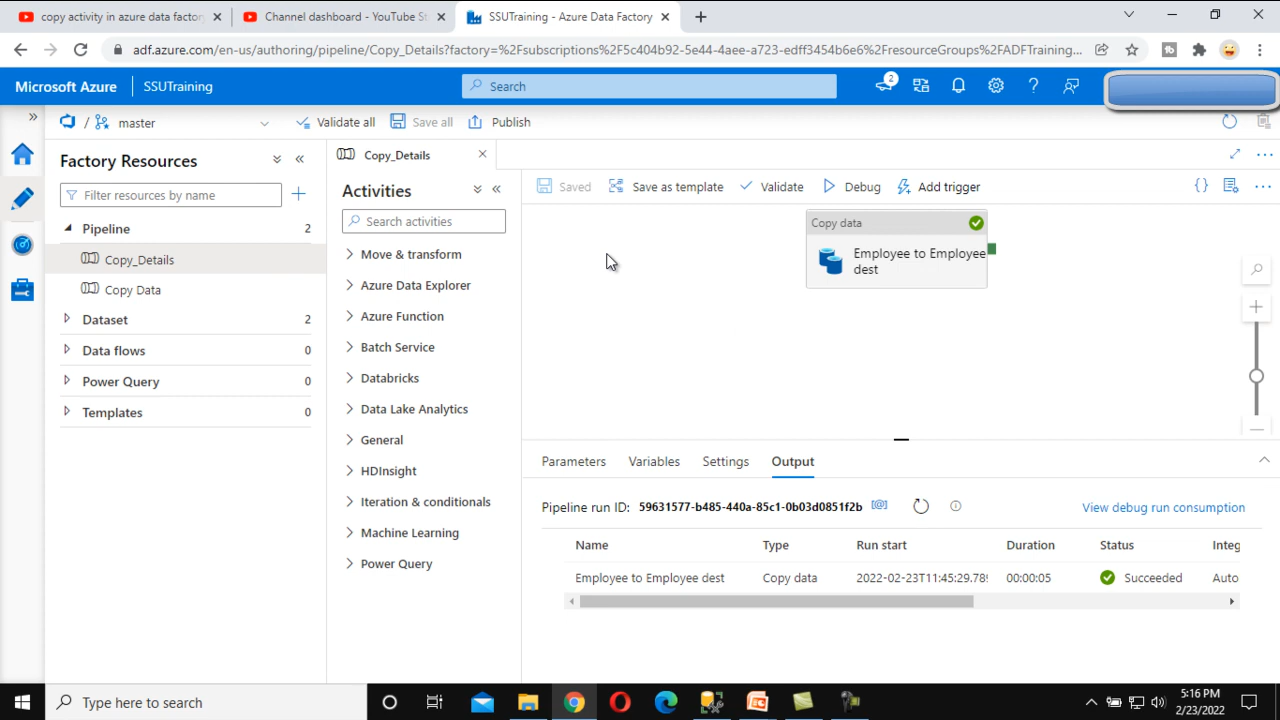 copy activity in azure data factor
Channel dashboard - YouTube St
SSUTraining - Azure Data Factory
adf.azure.com/en-us/authoring/pipeline/Copy_Details?factory=%2Fsubscriptions%2F5c404b92-5e44-4aee-a723-edff3454b6e6%2FresourceGroups%2FADFTraining...
Microsoft Azure
SSUTraining
Search
2
/ master
Validate all
Save all
Publish
Factory Resources
Filter resources by name
Pipeline 2
Copy_Details
Copy Data
Dataset 2
Data flows 0
Power Query 0
Templates 0
Copy_Details
Activities
Search activities
Move & transform
Azure Data Explorer
Azure Function
Batch Service
Databricks
Data Lake Analytics
General
HDInsight
Iteration & conditionals
Machine Learning
Power Query
Saved
Save as template
Validate
Debug
Add trigger
{}
Copy data
Employee to Employee
dest
Parameters Variables Settings Output
Pipeline run ID: 59631577-b485-440a-85c1-0b03d0851f2b [@]
View debug run consumption
Name Type Run start Duration Status Integ
Employee to Employee dest Copy data 2022-02-23T11:45:29.789 00:00:05 Succeeded Auto
Type here to search
5:16 PM
2/23/2022